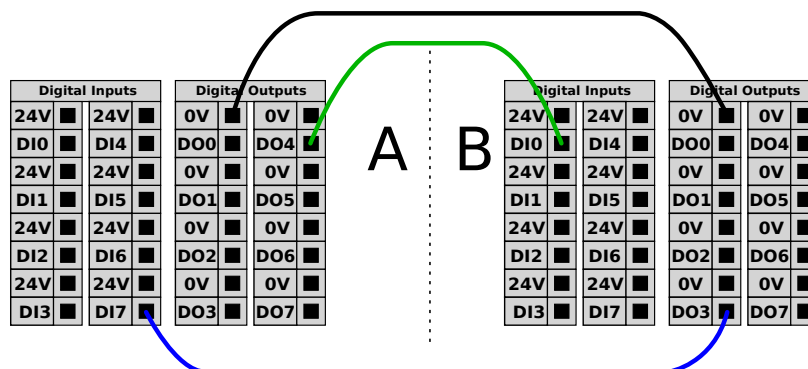 Digital Inputs Digital Outputs Digital Inputs Digital Outputs
24V 24V 0V 0V 24V 24V 0V 0V
DI0 DI4 DO0 DO4 A B DI0 DI4 DO0 DO4
24V 24V 0V 0V 24V 24V 0V 0V
DI1 DI5 DO1 DO5 DI1 DI5 DO1 DO5
24V 24V 0V 0V 24V 24V 0V 0V
DI2 DI6 DO2 DO6 DI2 DI6 DO2 DO6
24V 24V 0V 0V 24V 24V 0V 0V
DI3 DI7 DO3 DO7 DI3 DI7 DO3 DO7